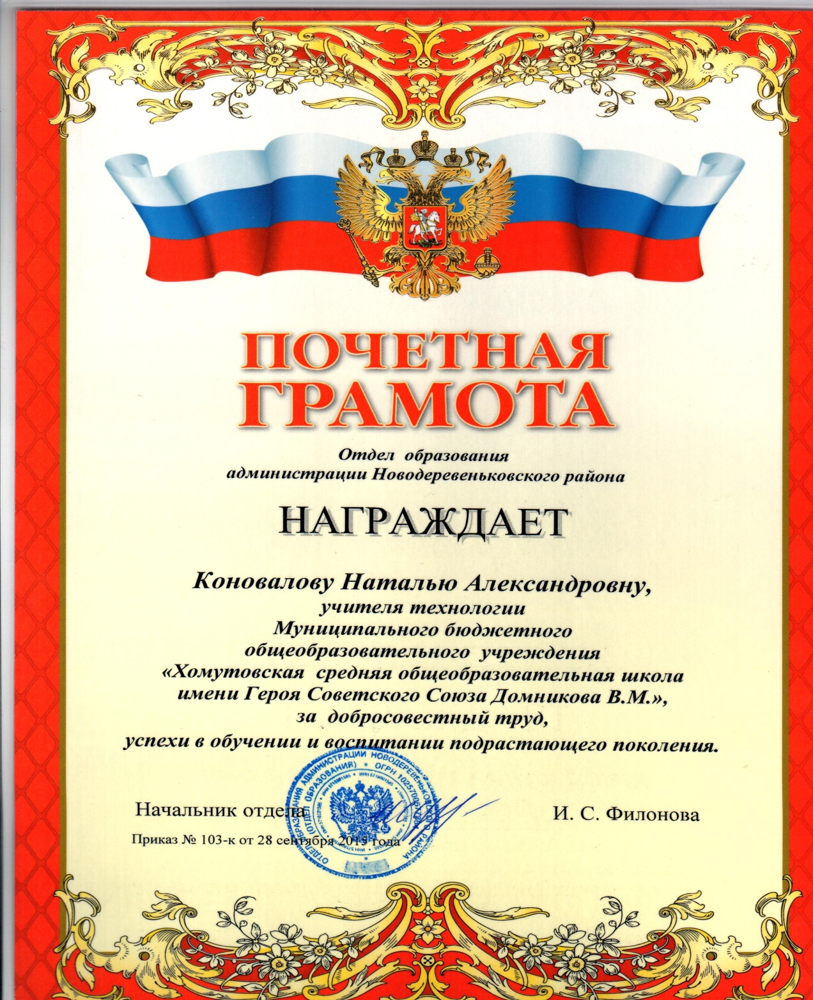 ПОЧЕТНАЯ
ГРАМОТА
Отдел образования
администрации Новодеревеньковского района
НАГРАЖДАЕТ
Коновалову Наталью Александровну,
учителя технологии
Муниципального бюджетного
общеобразовательного учреждения
«Хомутовская средняя общеобразовательная школа
имени Героя Советского Союза Домникова В.М.»,
за добросовестный труд,
успехи в обучении и воспитании подрастающего поколения.
Начальник отдела
И. С. Филонова
Приказ № 103-к от 28 сентября 2015 года
ОТДЕЛ ОБРАЗОВАНИЯ АДМИНИСТРАЦИИ НОВОДЕРЕВЕНЬКОВСКОГО РАЙОНА
(ОТДЕЛ ОБРАЗОВАНИЯ) * ОГРН